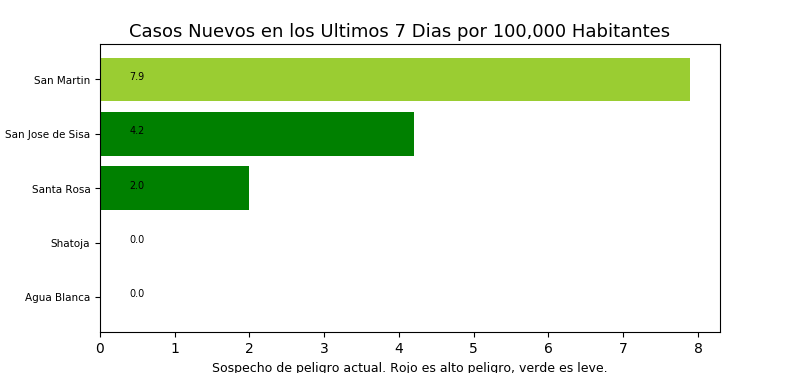 Casos Nuevos en los Ultimos 7 Dias por 100,000 Habitantes
San Martin 7.9
San Jose de Sisa 4.2
Santa Rosa 2.0
Shatoja 0.0
Agua Blanca 0.0
0 1 2 3 4 5 6 7 8
Sospecho de peligro actual. Rojo es alto peligro, verde es leve.